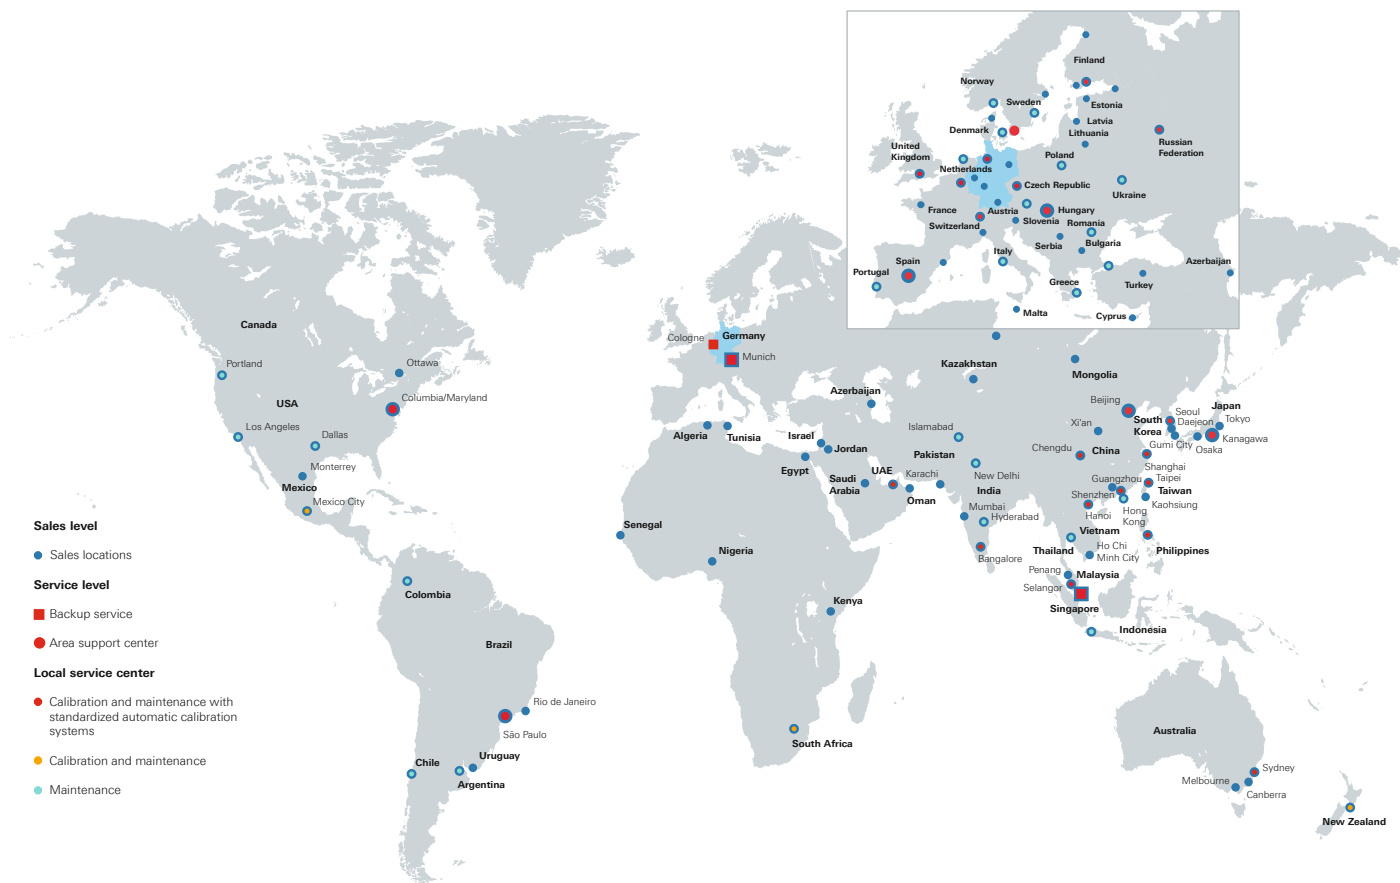 Finland
Norway
Sweden
Estonia
Denmark
Latvia
Lithuania
Russian
Federation
United
Kingdom
Poland
Netherlands
Czech Republic
Ukraine
France
Austria
Hungary
Switzerland
Slovenia
Romania
Serbia
Bulgaria
Italy
Spain
Azerbaijan
Portugal
Greece
Turkey
Malta
Cyprus
Canada
Portland
Ottawa
USA
Columbia/Maryland
Los Angeles
Dallas
Monterrey
Mexico
Mexico City
Cologne
Germany
Munich
Kazakhstan
Mongolia
Azerbaijan
Algeria
Tunisia
Israel
Jordan
Egypt
Saudi
Arabia
UAE
Oman
Islamabad
Pakistan
Karachi
New Delhi
India
Mumbai
Hyderabad
Bangalore
Beijing
Xi'an
Chengdu
China
South
Korea
Seoul
Daejeon
Gumi City
Japan
Tokyo
Kanagawa
Osaka
Shanghai
Taipei
Guangzhou
Taiwan
Shenzhen
Kaohsiung
Hanoi
Hong
Kong
Vietnam
Thailand
Ho Chi
Minh City
Philippines
Penang
Malaysia
Selangor
Singapore
Indonesia
Senegal
Nigeria
Kenya
South Africa
Colombia
Brazil
Rio de Janeiro
São Paulo
Uruguay
Chile
Argentina
Australia
Sydney
Melbourne
Canberra
New Zealand
Sales level
Sales locations
Service level
Backup service
Area support center
Local service center
Calibration and maintenance with
standardized automatic calibration
systems
Calibration and maintenance
Maintenance